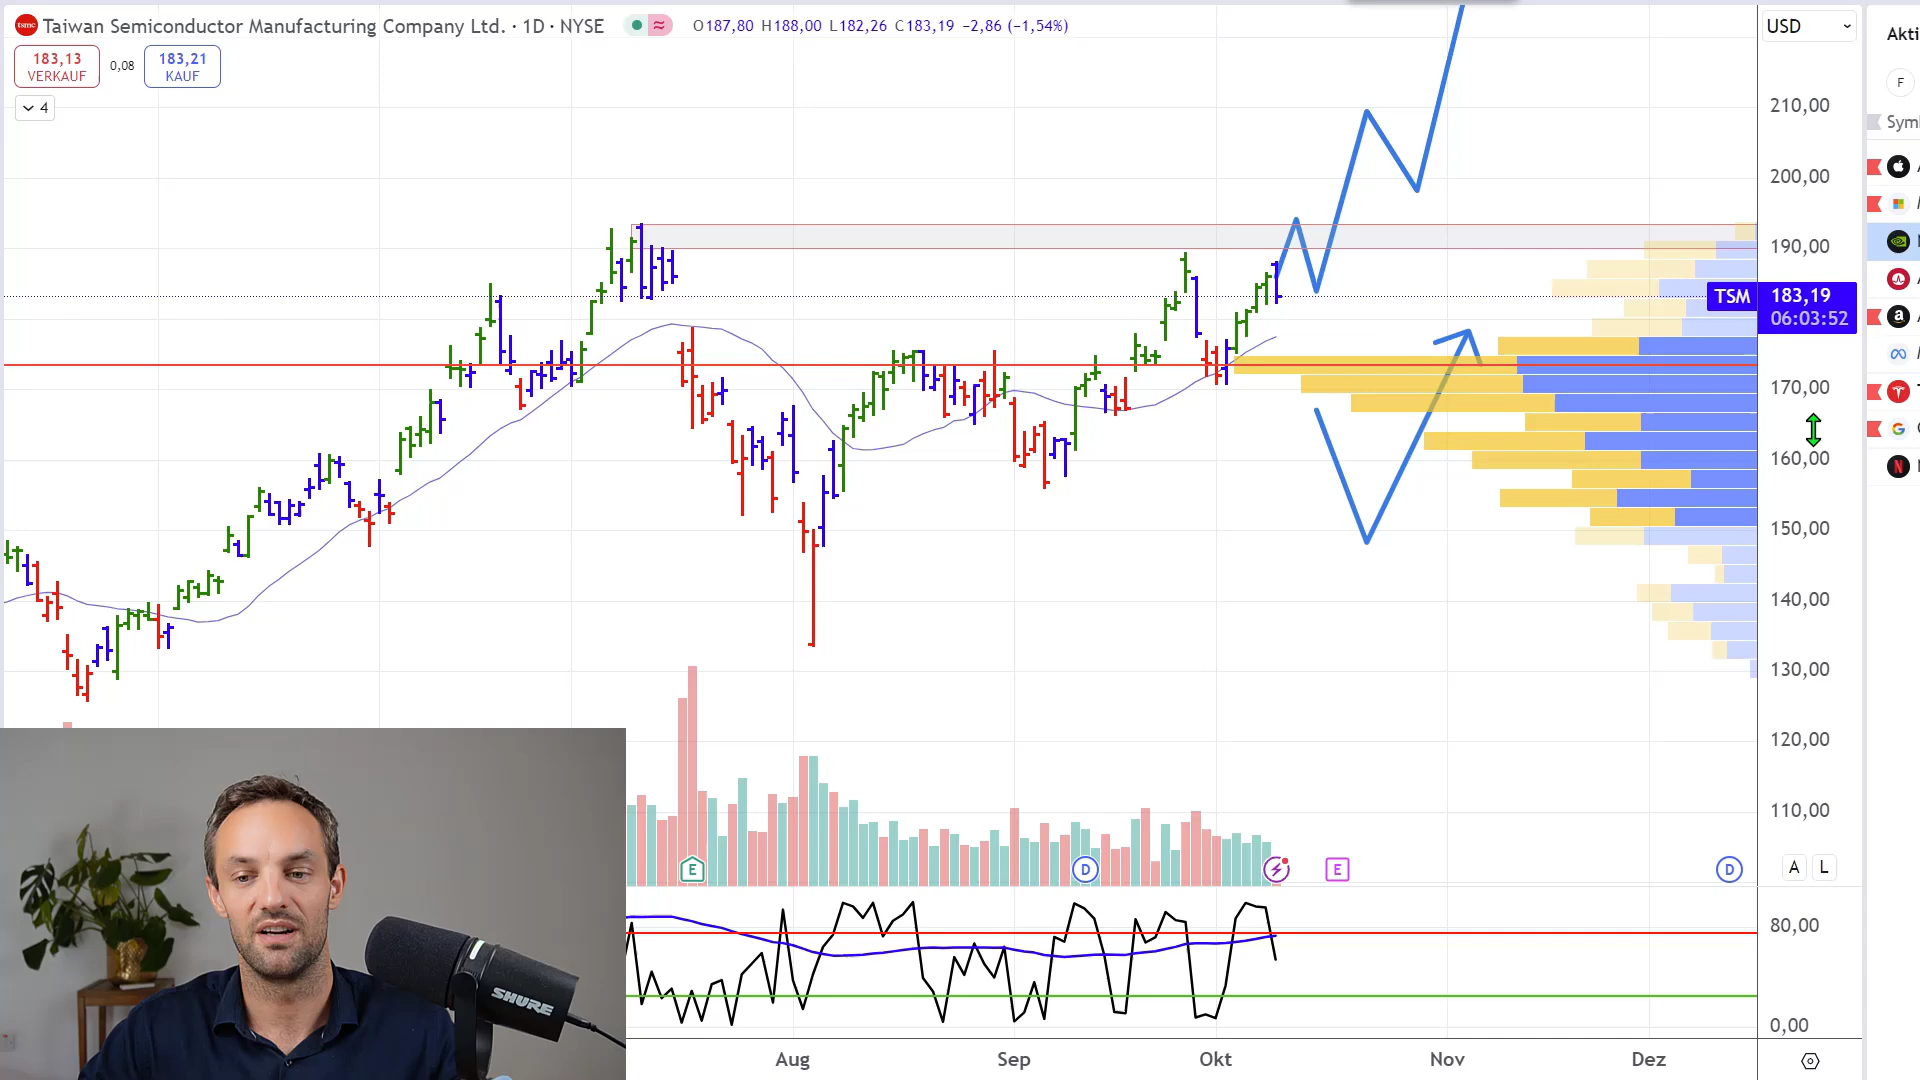 tsmc Taiwan Semiconductor Manufacturing Company Ltd. · 1D · NYSE O187,80 H188,00 L182,26 C183,19 −2,86 (−1,54%)
183,13
VERKAUF
0,08
183,21
KAUF
4
USD
210,00
200,00
190,00
TSM 183,19
06:03:52
170,00
160,00
150,00
140,00
130,00
120,00
110,00
E D E D
A L
80,00
0,00
Aug Sep Okt Nov Dez
SHURE
Akti
F
Syml